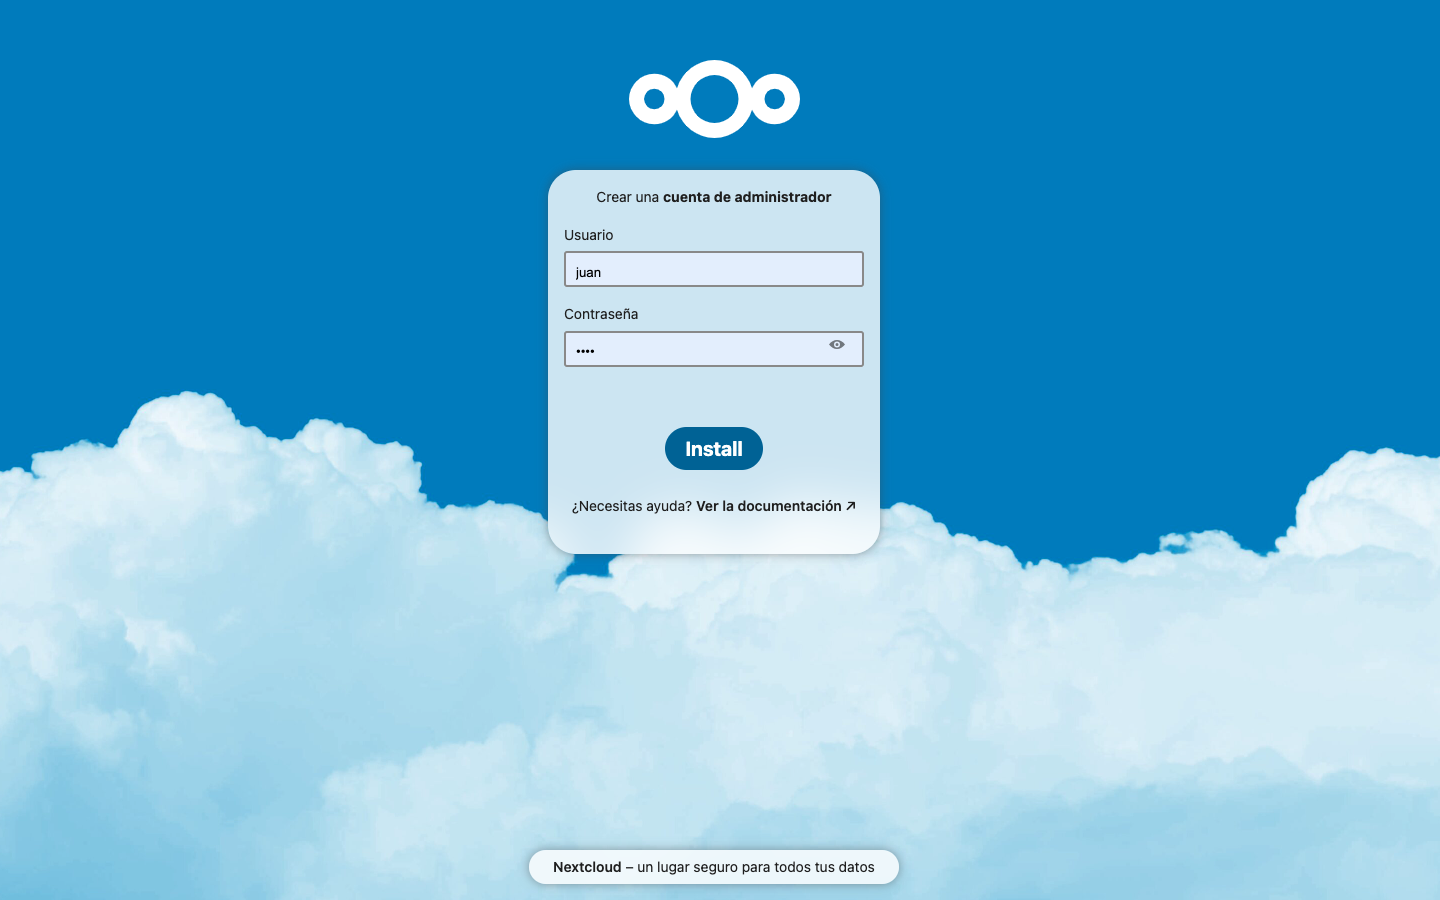 Crear una cuenta de administrador
Usuario
juan
Contraseña
••••
Install
¿Necesitas ayuda? Ver la documentación ↗
Nextcloud – un lugar seguro para todos tus datos